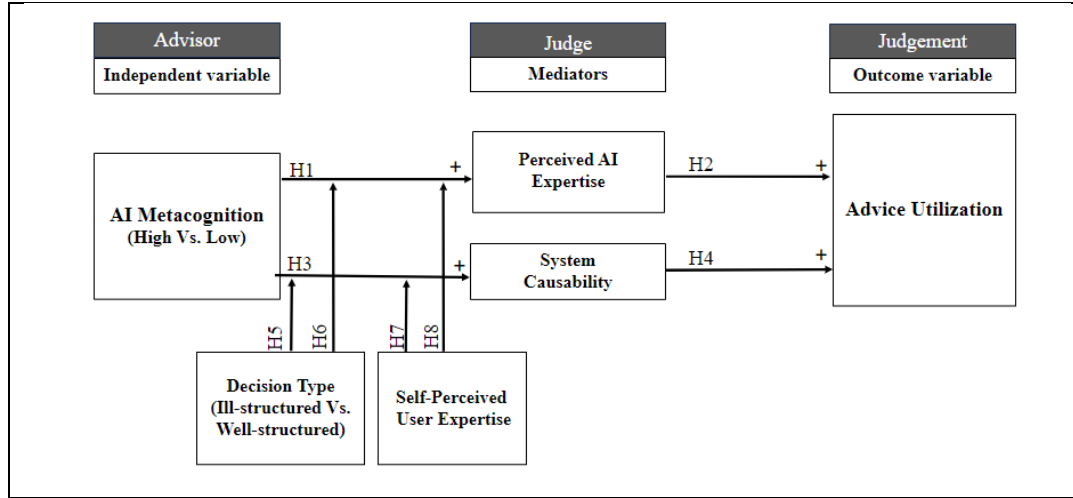 Advisor
Independent variable
Judge
Mediators
Judgement
Outcome variable
AI Metacognition
(High Vs. Low)
H1
+
Perceived AI
Expertise
H2
+
Advice Utilization
H3
+
System
Causability
H4
+
H5
H6
H7
H8
Decision Type
(Ill-structured Vs.
Well-structured)
Self-Perceived
User Expertise